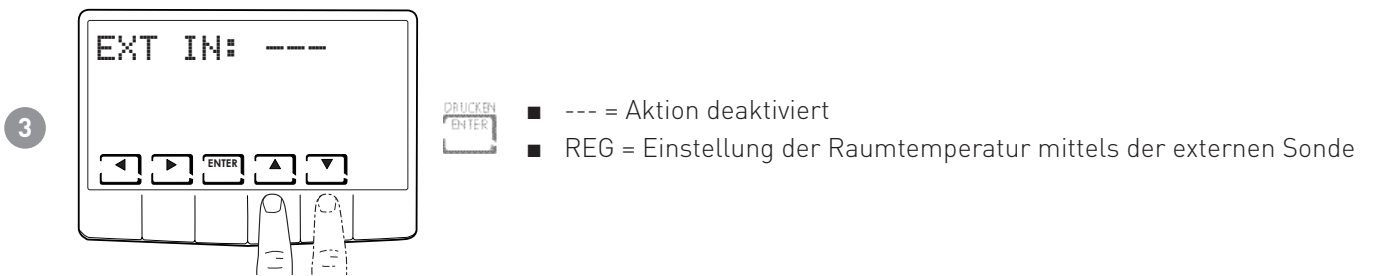 EXT IN: ---
3
ENTER
DRUCKEN
ENTER
■ --- = Aktion deaktiviert
■ REG = Einstellung der Raumtemperatur mittels der externen Sonde